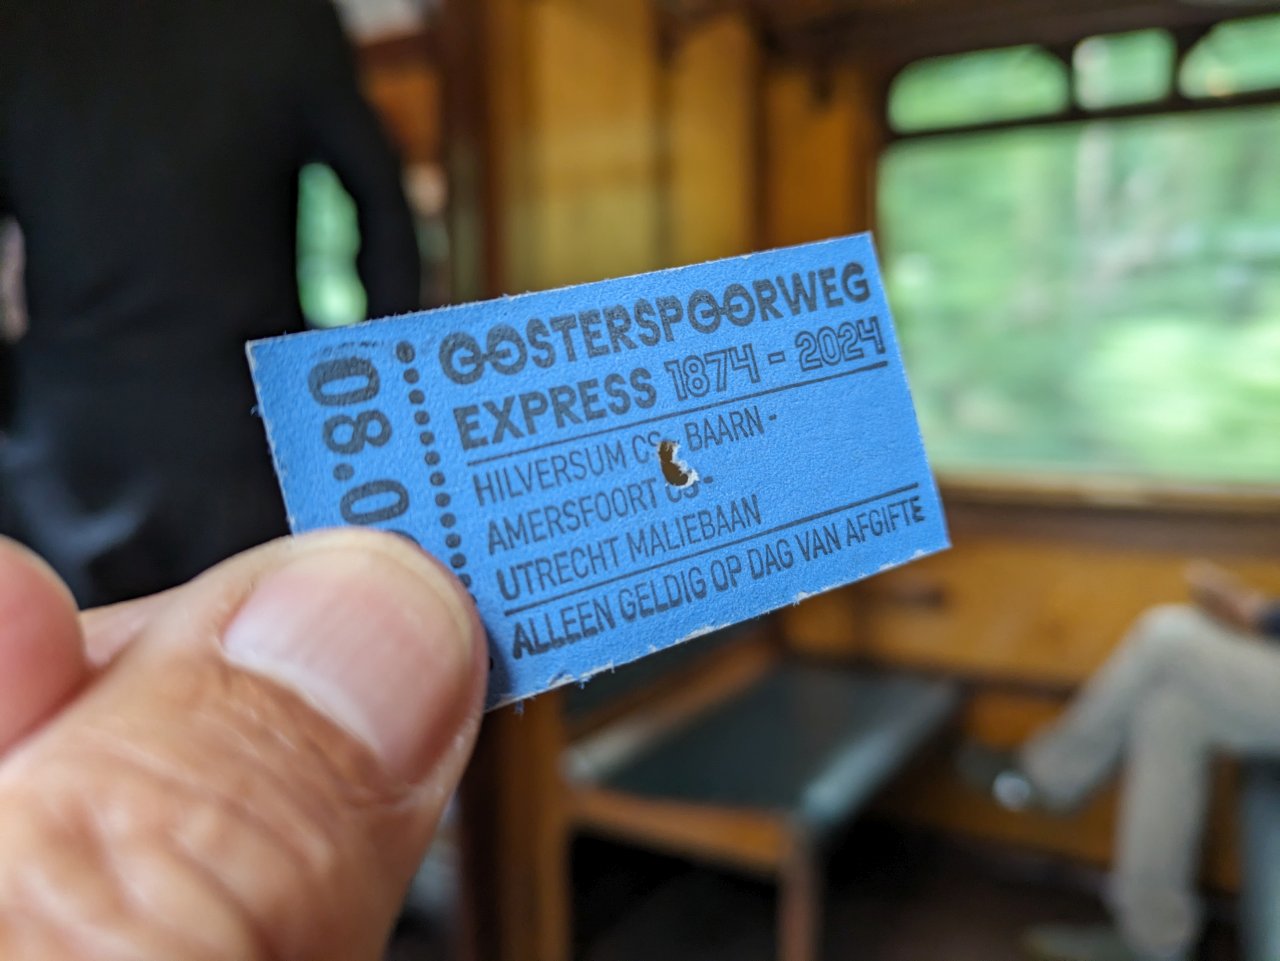 OOSTERSPOORWEG
EXPRESS 1874 - 2024
HILVERSUM CS - BAARN -
AMERSFOORT CS -
UTRECHT MALIEBAAN
ALLEEN GELDIG OP DAG VAN AFGIFTE